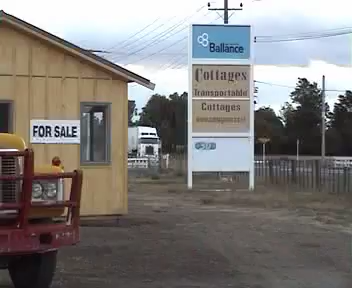 Ballance
Cottages
Transportable
Cottages
FOR SALE